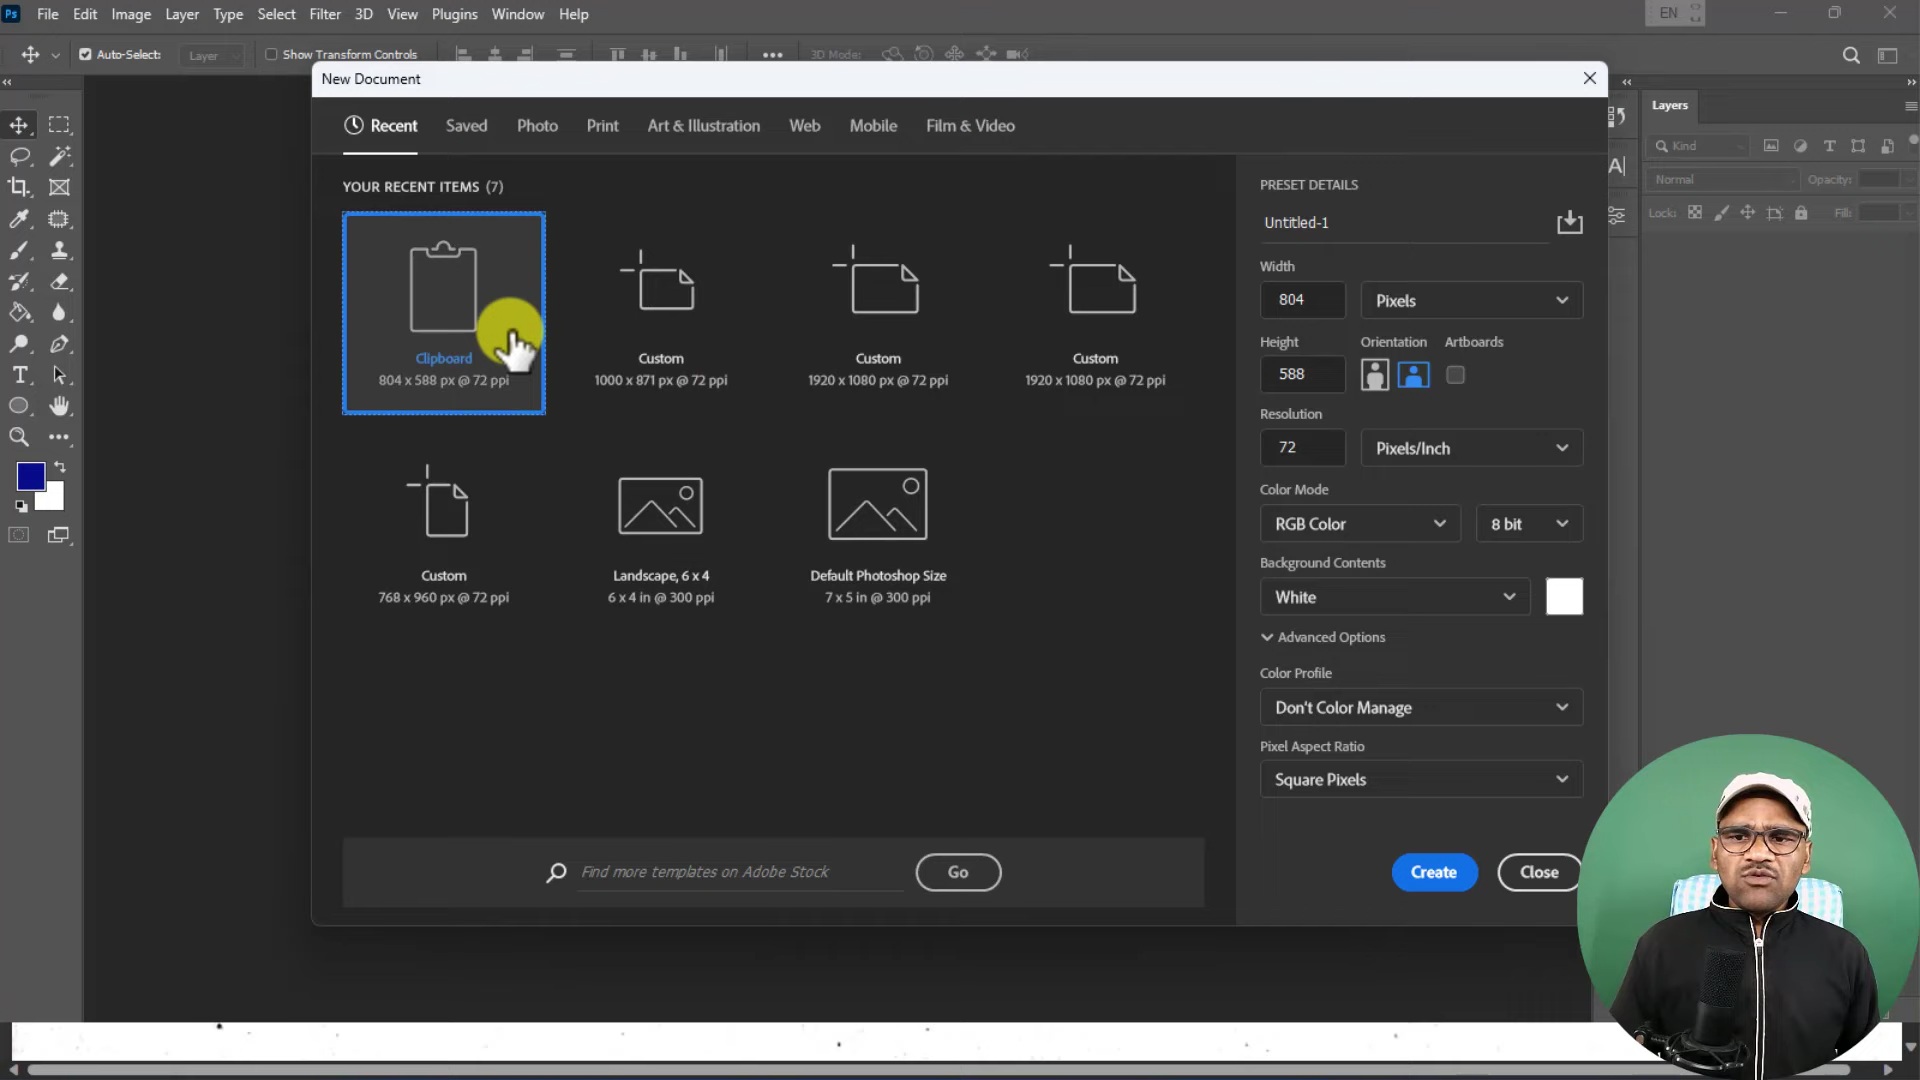 Ps File Edit Image Layer Type Select Filter 3D View Plugins Window Help EN
Auto-Select: Layer Show Transform Controls 3D Mode:
New Document
Recent Saved Photo Print Art & Illustration Web Mobile Film & Video
YOUR RECENT ITEMS (7)
Clipboard
804 x 588 px @ 72 ppi
Custom
1000 x 871 px @ 72 ppi
Custom
1920 x 1080 px @ 72 ppi
Custom
1920 x 1080 px @ 72 ppi
Custom
768 x 960 px @ 72 ppi
Landscape, 6 x 4
6 x 4 in @ 300 ppi
Default Photoshop Size
7 x 5 in @ 300 ppi
Find more templates on Adobe Stock Go
PRESET DETAILS
Untitled-1
Width
804 Pixels
Height Orientation Artboards
588
Resolution
72 Pixels/Inch
Color Mode
RGB Color 8 bit
Background Contents
White
Advanced Options
Color Profile
Don't Color Manage
Pixel Aspect Ratio
Square Pixels
Create Close
Layers
Kind
Normal Opacity:
Lock: Fill: